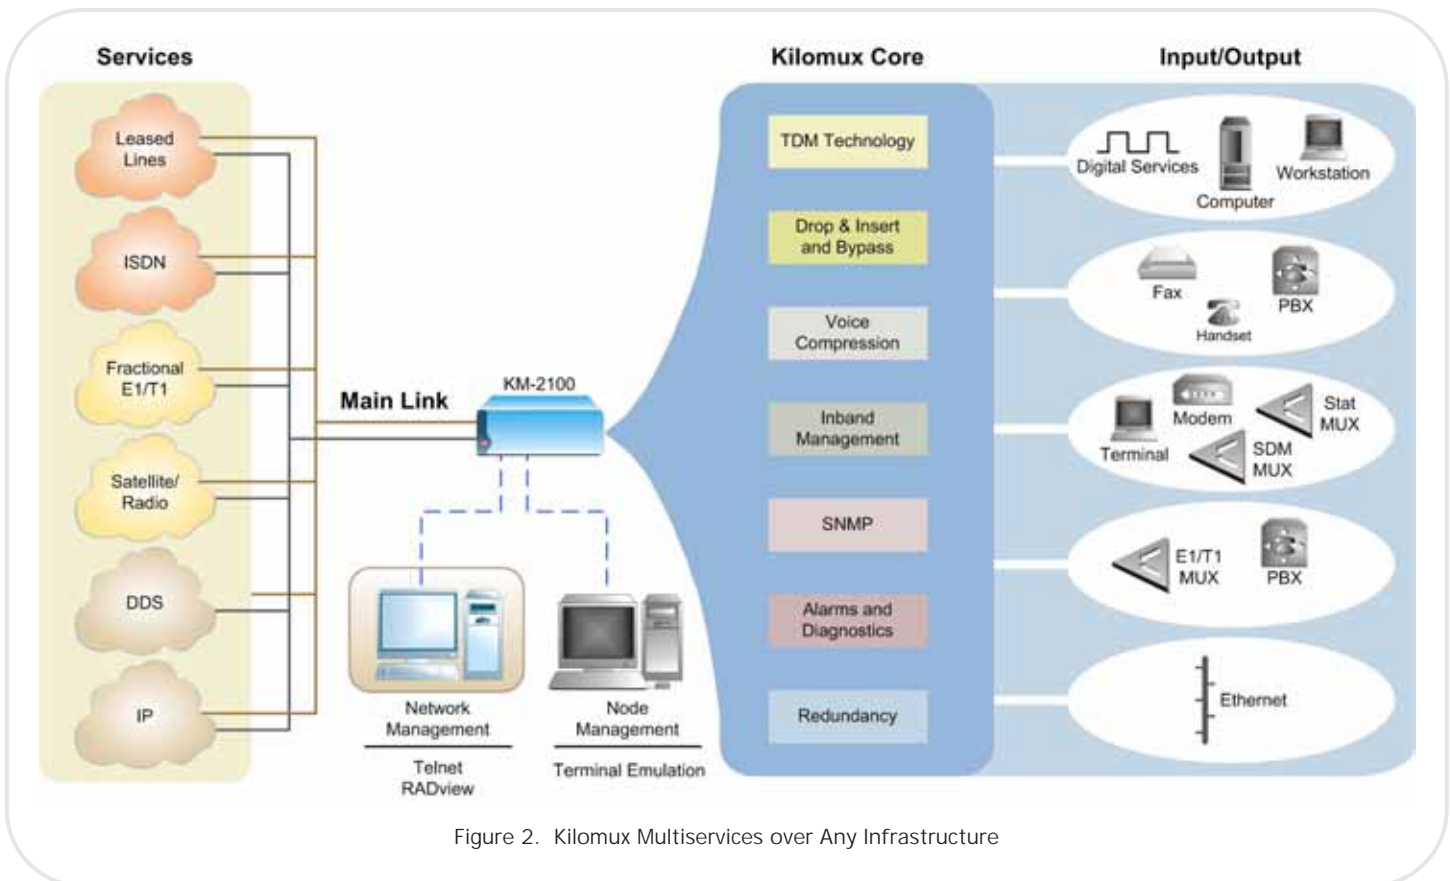 Services
Leased
Lines
ISDN
Fractional
E1/T1
Satellite/
Radio
DDS
IP
Main Link
KM-2100
Network
Management
Telnet
RADview
Node
Management
Terminal Emulation
Kilomux Core
TDM Technology
Drop & Insert
and Bypass
Voice
Compression
Inband
Management
SNMP
Alarms and
Diagnostics
Redundancy
Input/Output
Digital Services
Computer
Workstation
Fax
Handset
PBX
Terminal
Modem
SDM
MUX
Stat
MUX
E1/T1
MUX
PBX
Ethernet
Figure 2. Kilomux Multiservices over Any Infrastructure